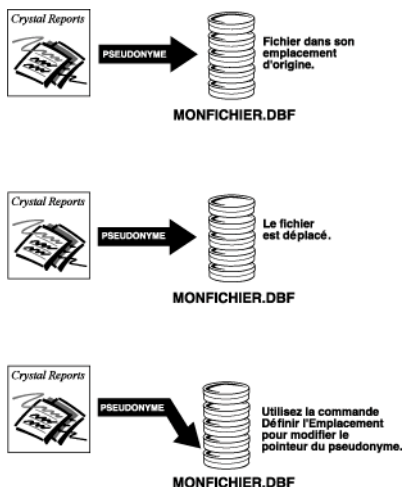 Crystal Reports
PSEUDONYME
Fichier dans son
emplacement
d'origine.
MONFICHIER.DBF
Crystal Reports
PSEUDONYME
Le fichier
est déplacé.
MONFICHIER.DBF
Crystal Reports
PSEUDONYME
Utilisez la commande
Définir l'Emplacement
pour modifier le
pointeur du pseudonyme.
MONFICHIER.DBF